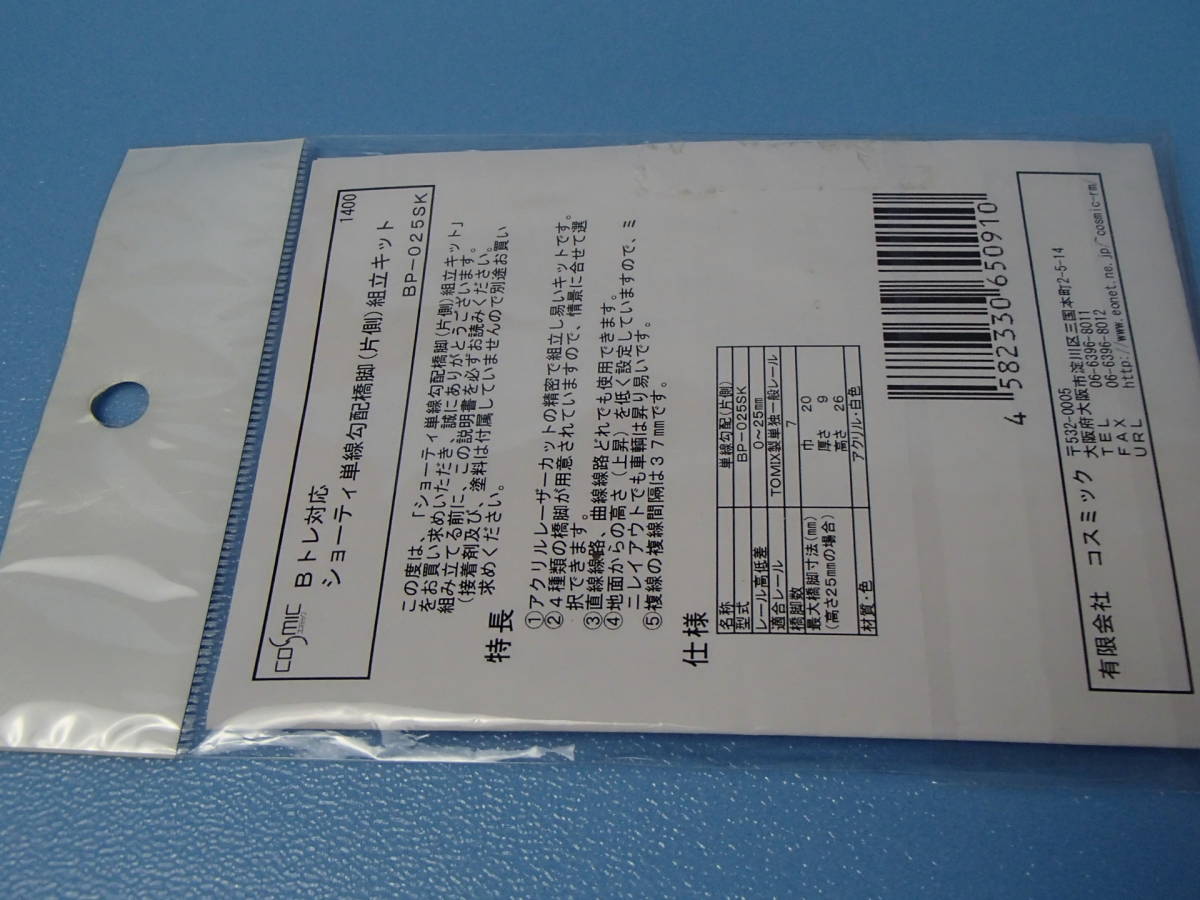 1400
COSMIC
コスミック
Bトレ対応
ショーティ単線勾配橋脚(片側)組立キット
BP-025SK
この度は、「ショーティ単線勾配橋脚(片側)組立キット」
をお買い求めいただき、誠にありがとうございます。
組み立てる前に、この説明書を必ずお読みください。
(接着剤及び、塗料は付属していませんので別途お買い
求めください。
特長
①アクリルレーザーカットの精密で組立し易いキットです。
②4種類の橋脚が用意されていますので、情景に合せて選
択できます。
③直線線路、曲線線路どれでも使用できます。
④地面からの高さ(上昇)を低く設定していますので、ミ
ニレイアウトでも車輌は昇り易いです。
⑤複線の複線間隔は37㎜です。
仕様
名称 単線勾配(片側)
型式 BP-025SK
レール高低差 0~25㎜
適合レール TOMIX製単独一般レール
橋脚数 7
最大橋脚寸法(㎜) 巾 20
(高さ25㎜の場合) 厚さ 9
高さ 26
材質・色 アクリル・白色
4 582330 650910
有限会社 コスミック
〒532-0005
大阪府大阪市淀川区三国本町2-5-14
TEL 06-6396-8011
FAX 06-6396-8012
URL http://www.eonet.ne.jp/~cosmic-rm/